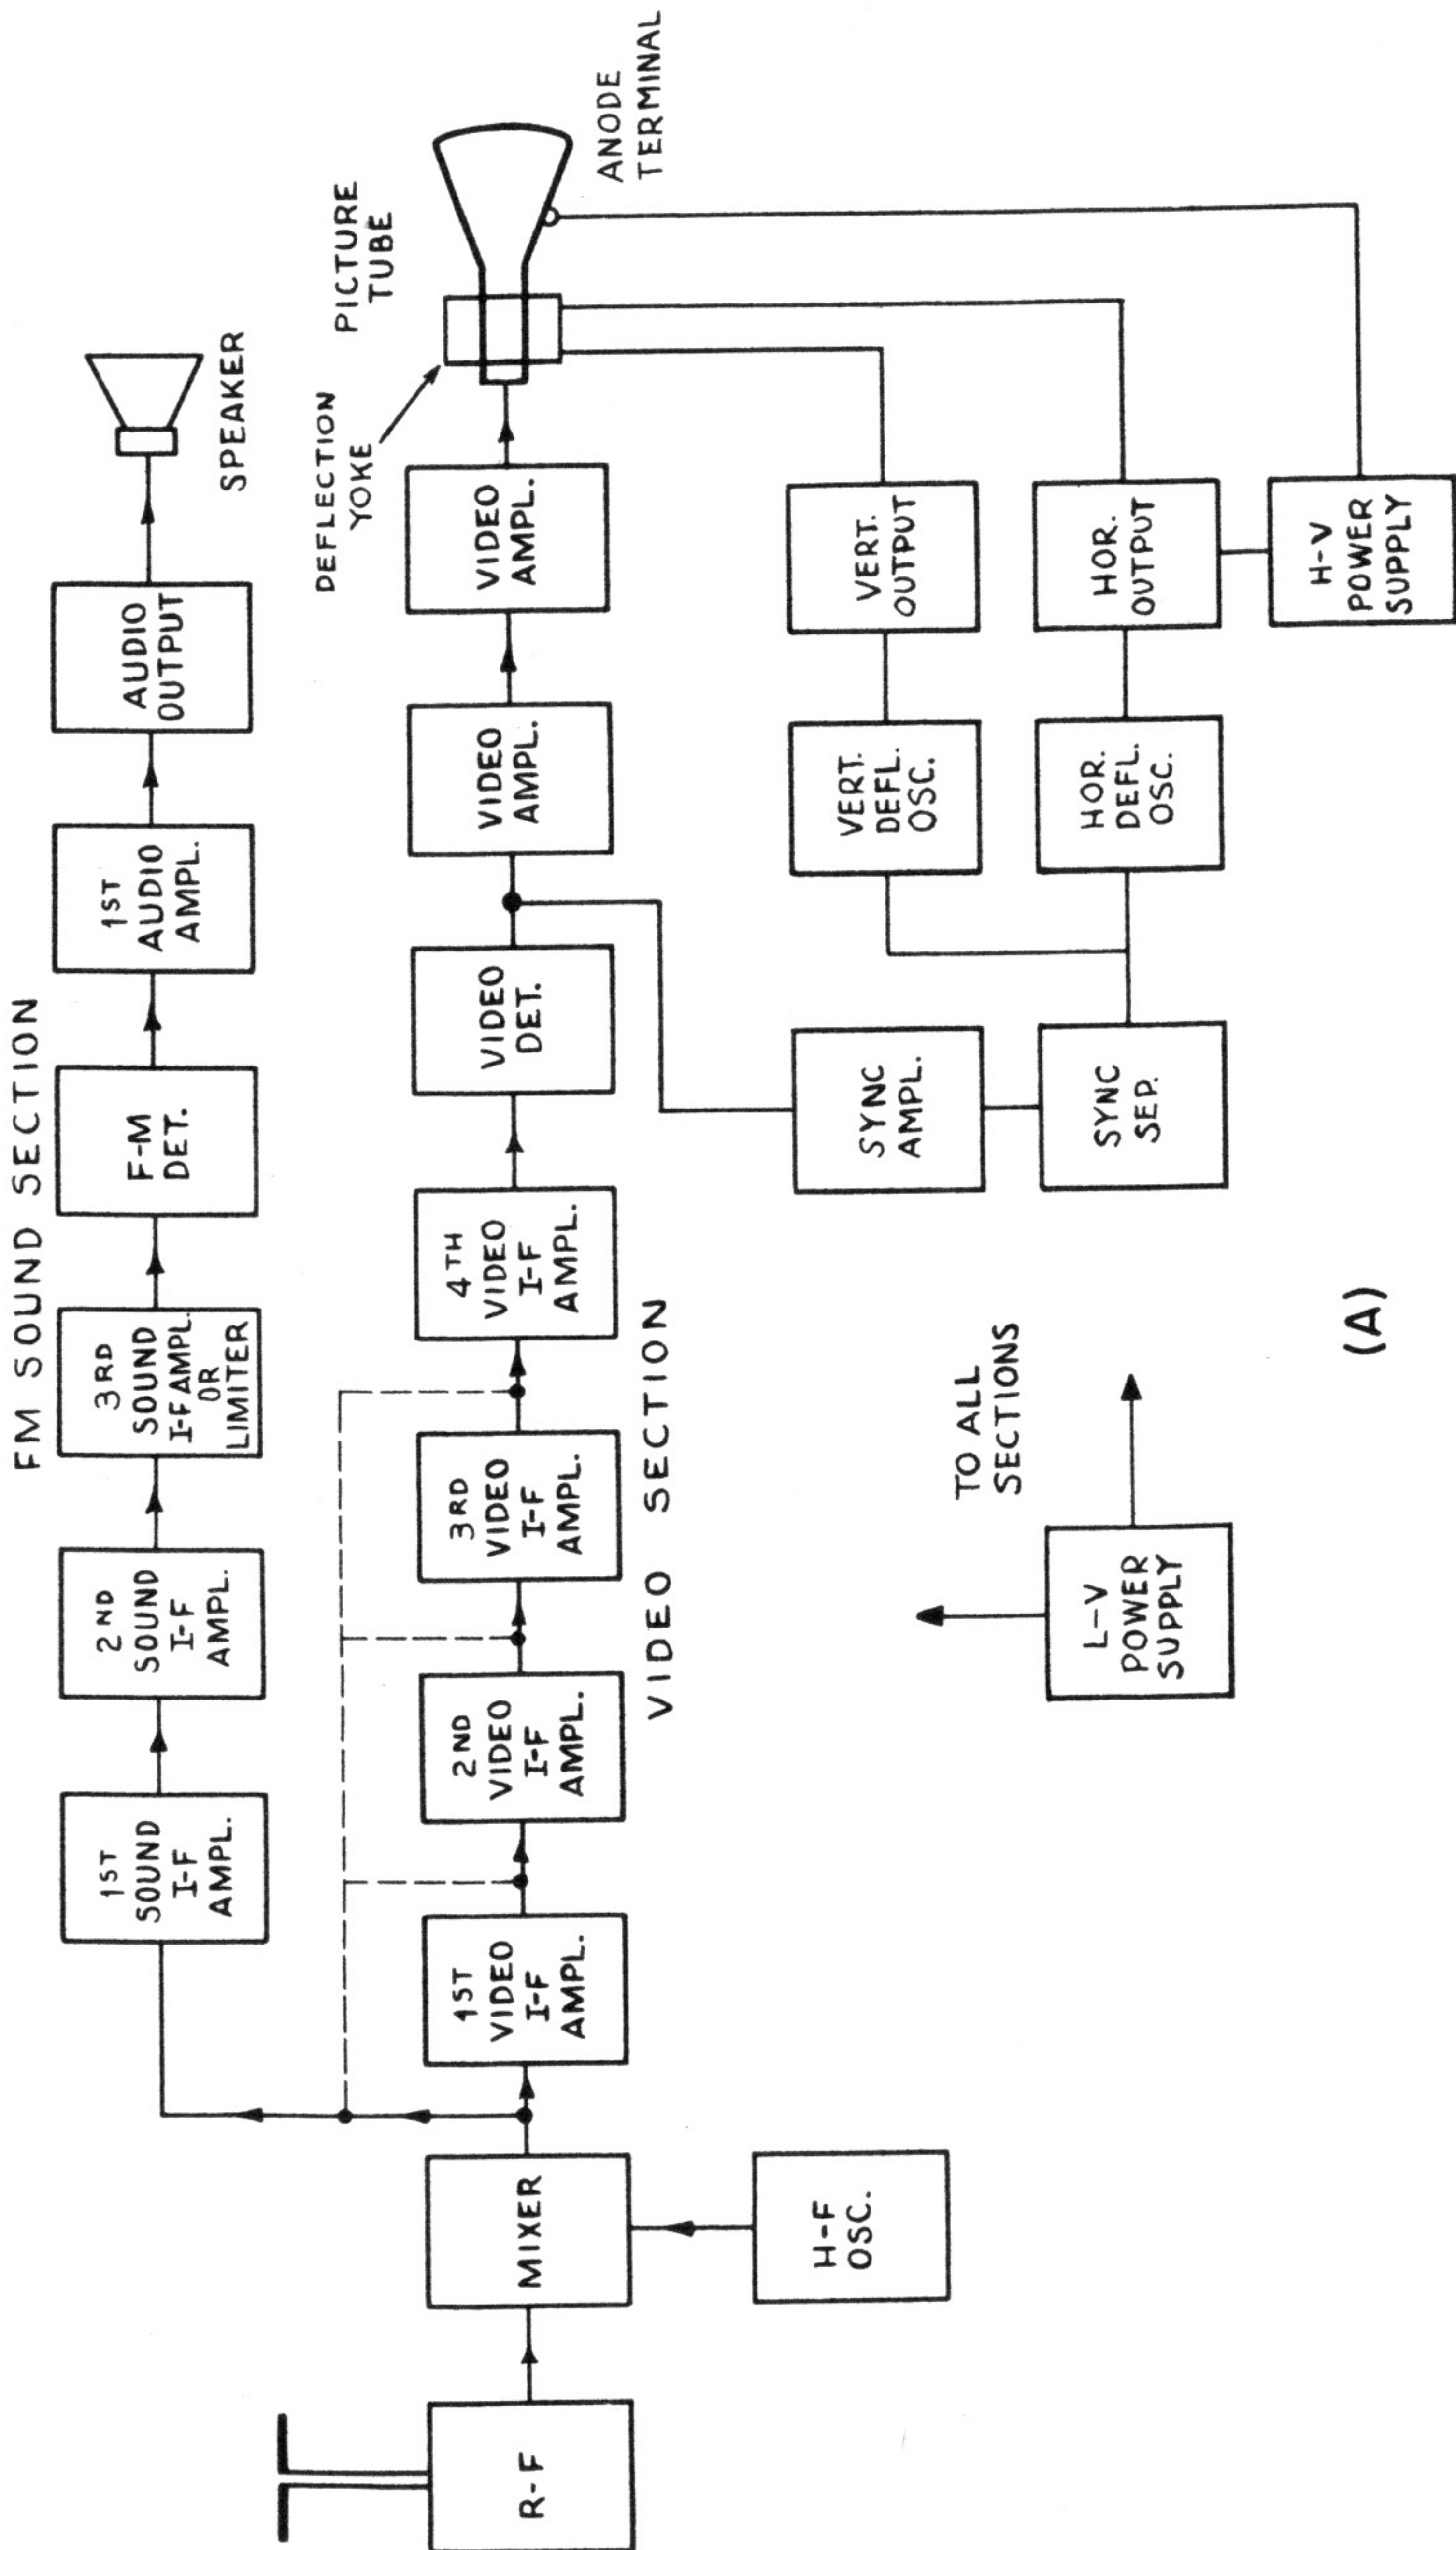 FM SOUND SECTION
1ST
SOUND
I-F
AMPL.
2ND
SOUND
I-F
AMPL.
3RD
SOUND
I-F AMPL.
OR
LIMITER
F-M
DET.
1ST
AUDIO
AMPL.
AUDIO
OUTPUT
SPEAKER
R-F
MIXER
H-F
OSC.
1ST
VIDEO
I-F
AMPL.
2ND
VIDEO
I-F
AMPL.
3RD
VIDEO
I-F
AMPL.
4TH
VIDEO
I-F
AMPL.
VIDEO
DET.
VIDEO
AMPL.
VIDEO
AMPL.
DEFLECTION
YOKE
PICTURE
TUBE
ANODE
TERMINAL
VIDEO SECTION
SYNC
AMPL.
SYNC
SEP.
VERT.
DEFL.
OSC.
VERT.
OUTPUT
HOR.
DEFL.
OSC.
HOR.
OUTPUT
H-V
POWER
SUPPLY
L-V
POWER
SUPPLY
TO ALL
SECTIONS
(A)